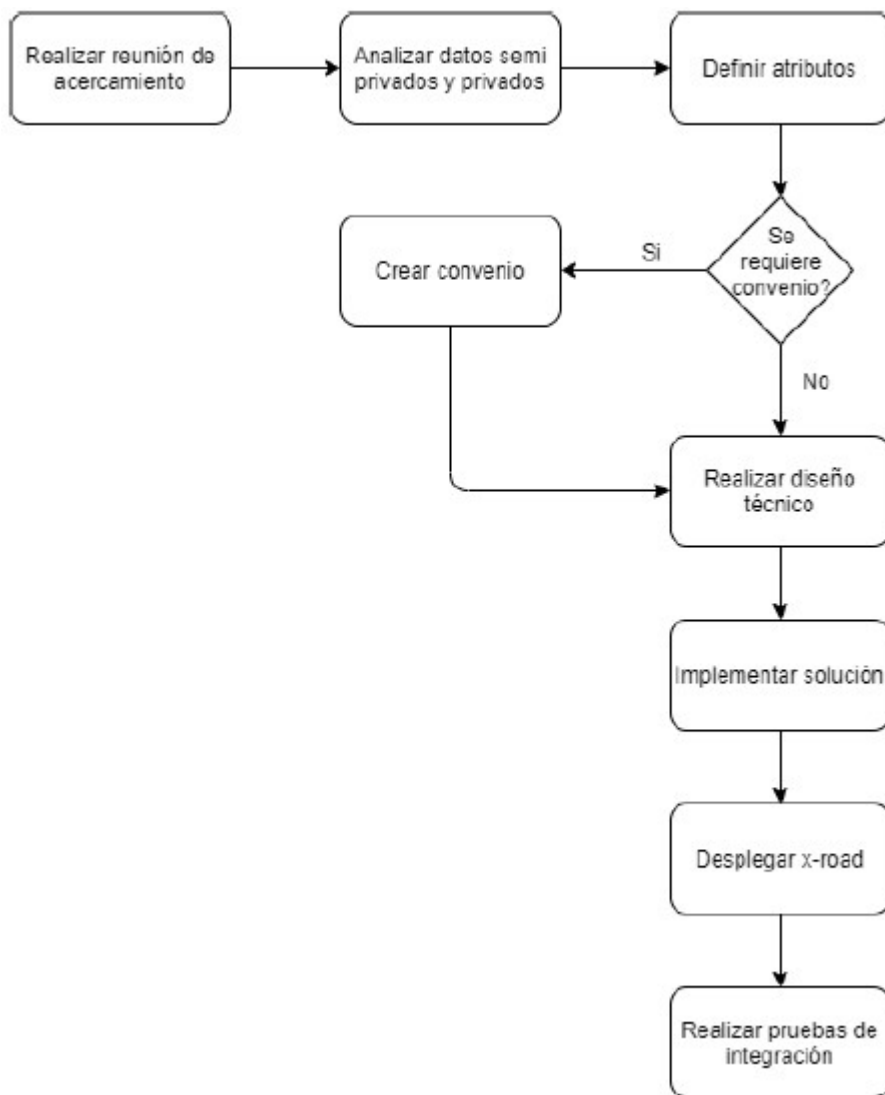 Realizar reunión de
acercamiento
Analizar datos semi
privados y privados
Definir atributos
Se
requiere
convenio?
Si
Crear convenio
No
Realizar diseño
técnico
Implementar solución
Desplegar x-road
Realizar pruebas de
integración